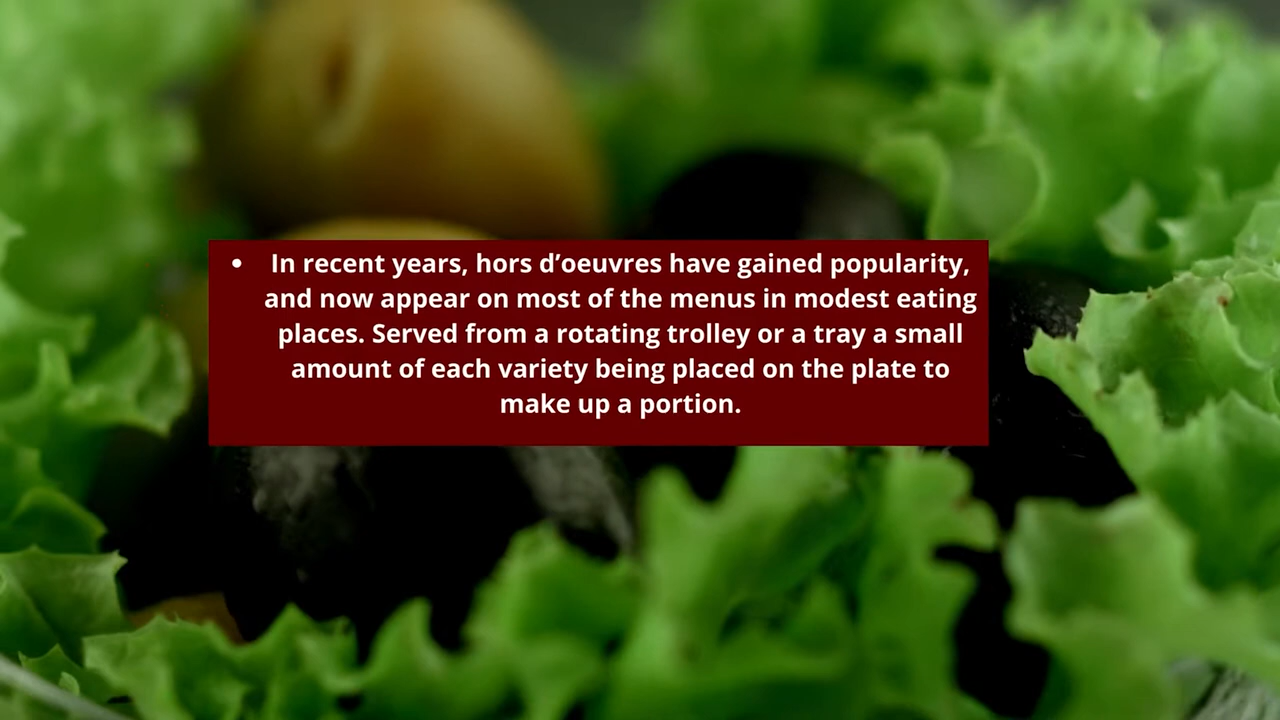 • In recent years, hors d’oeuvres have gained popularity,
and now appear on most of the menus in modest eating
places. Served from a rotating trolley or a tray a small
amount of each variety being placed on the plate to
make up a portion.